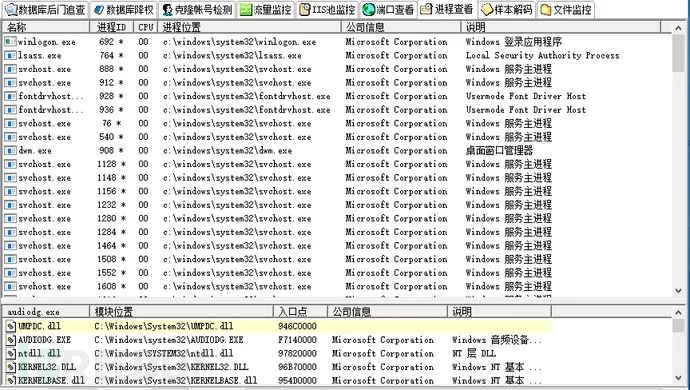 数据库后门追查 数据库降权 克隆帐号检测 流量监控 IIS池监控 端口查看 进程查看 样本解码 文件监控
名称 进程ID CPU 进程位置 公司信息 说明
winlogon.exe 692 * 00 c:\windows\system32\winlogon.exe Microsoft Corporation Windows 登录应用程序
lsass.exe 764 * 00 c:\windows\system32\lsass.exe Microsoft Corporation Local Security Authority Process
svchost.exe 888 * 00 c:\windows\system32\svchost.exe Microsoft Corporation Windows 服务主进程
svchost.exe 912 * 00 c:\windows\system32\svchost.exe Microsoft Corporation Windows 服务主进程
fontdrvhost... 928 * 00 c:\windows\system32\fontdrvhost.exe Microsoft Corporation Usermode Font Driver Host
fontdrvhost... 936 * 00 c:\windows\system32\fontdrvhost.exe Microsoft Corporation Usermode Font Driver Host
svchost.exe 76 * 00 c:\windows\system32\svchost.exe Microsoft Corporation Windows 服务主进程
svchost.exe 540 * 00 c:\windows\system32\svchost.exe Microsoft Corporation Windows 服务主进程
dwm.exe 908 * 00 c:\windows\system32\dwm.exe Microsoft Corporation 桌面窗口管理器
svchost.exe 1128 * 00 c:\windows\system32\svchost.exe Microsoft Corporation Windows 服务主进程
svchost.exe 1148 * 00 c:\windows\system32\svchost.exe Microsoft Corporation Windows 服务主进程
svchost.exe 1156 * 00 c:\windows\system32\svchost.exe Microsoft Corporation Windows 服务主进程
svchost.exe 1232 * 00 c:\windows\system32\svchost.exe Microsoft Corporation Windows 服务主进程
svchost.exe 1280 * 00 c:\windows\system32\svchost.exe Microsoft Corporation Windows 服务主进程
svchost.exe 1284 * 00 c:\windows\system32\svchost.exe Microsoft Corporation Windows 服务主进程
svchost.exe 1464 * 00 c:\windows\system32\svchost.exe Microsoft Corporation Windows 服务主进程
svchost.exe 1508 * 00 c:\windows\system32\svchost.exe Microsoft Corporation Windows 服务主进程
svchost.exe 1552 * 00 c:\windows\system32\svchost.exe Microsoft Corporation Windows 服务主进程
svchost.exe 1608 * 00 c:\windows\system32\svchost.exe Microsoft Corporation Windows 服务主进程
audiodg.exe 模块位置 入口点 公司信息 说明
UMPDC.dll C:\Windows\System32\UMPDC.dll 946C0000
AUDIODG.EXE C:\Windows\system32\AUDIODG.EXE F7140000 Microsoft Corporation Windows 音频设备...
ntdll.dll C:\Windows\SYSTEM32\ntdll.dll 97820000 Microsoft Corporation NT 层 DLL
KERNEL32.DLL C:\Windows\System32\KERNEL32.DLL 96B70000 Microsoft Corporation Windows NT 基本 ...
KERNELBASE.dll C:\Windows\System32\KERNELBASE.dll 954D0000 Microsoft Corporation Windows NT 基本 ...